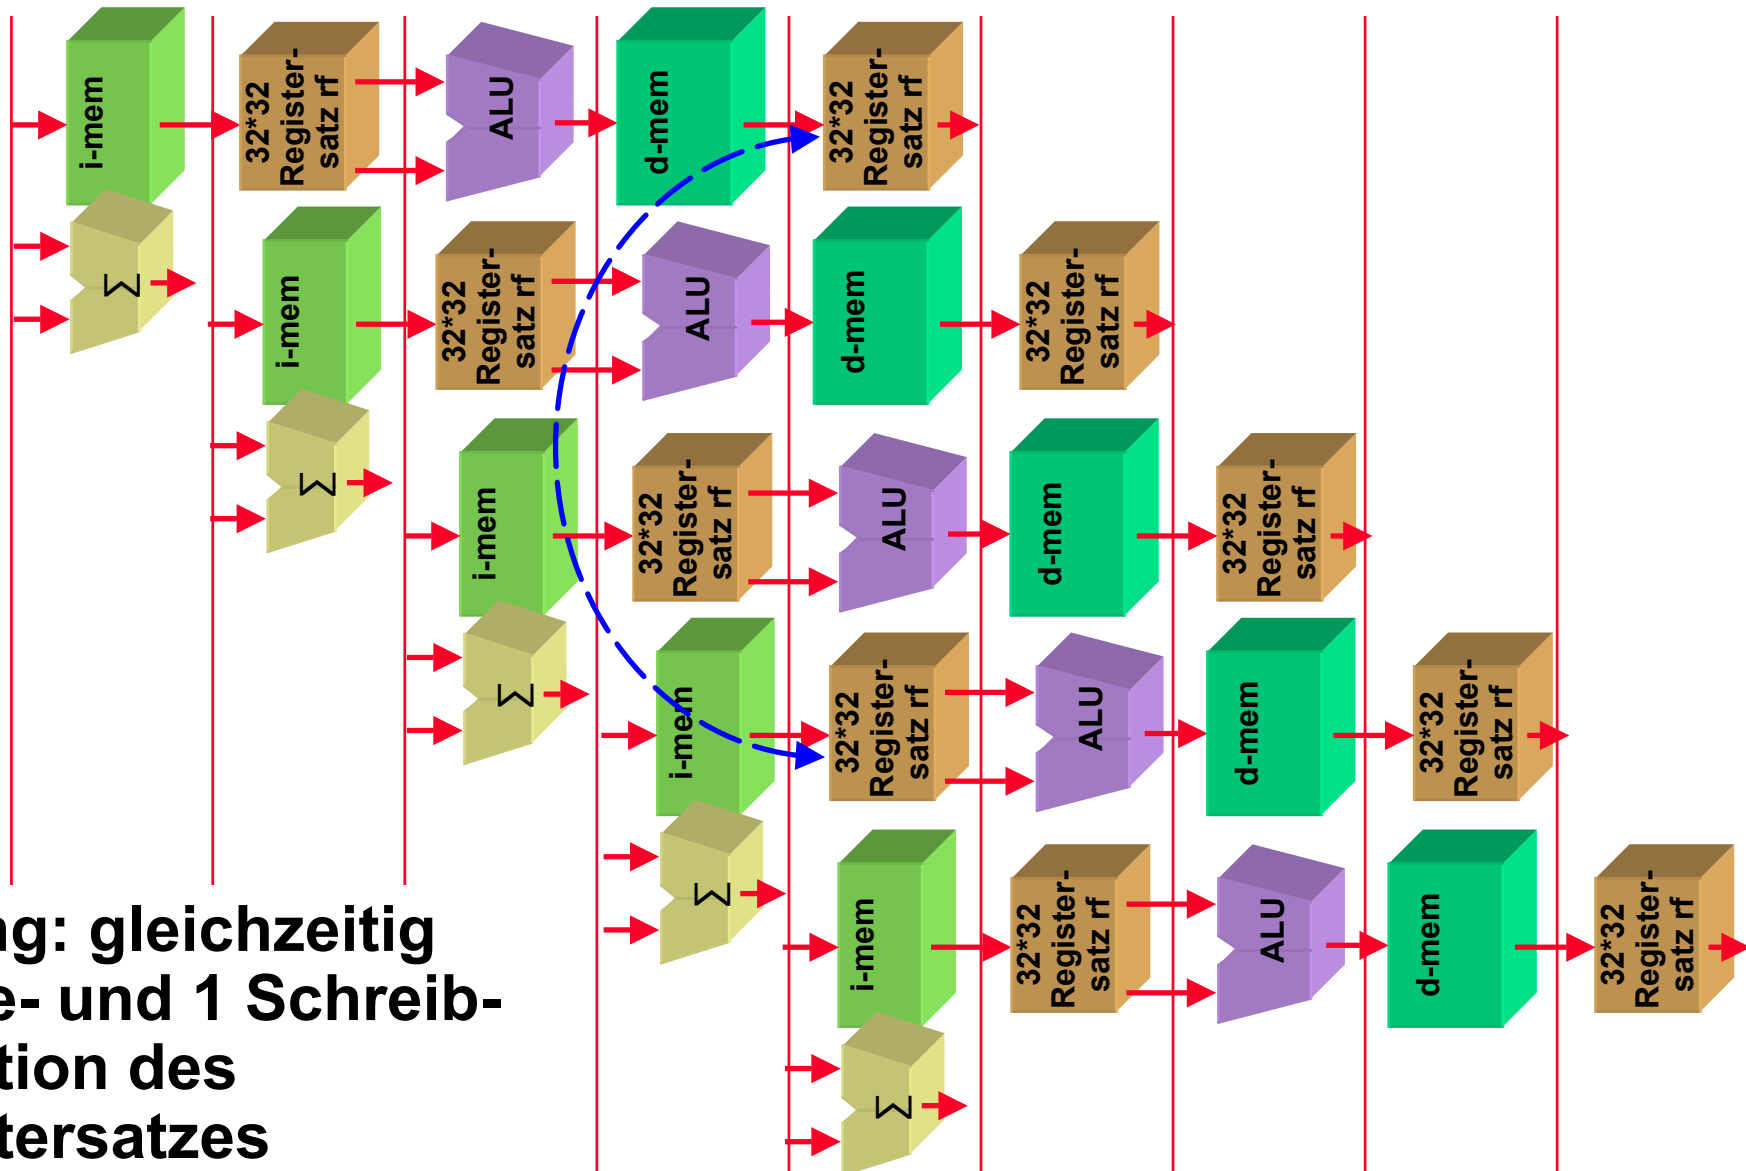 i-mem
32*32
Register-
satz rf
ALU
d-mem
32*32
Register-
satz rf
Σ
i-mem
32*32
Register-
satz rf
ALU
d-mem
32*32
Register-
satz rf
Σ
i-mem
32*32
Register-
satz rf
ALU
d-mem
32*32
Register-
satz rf
Σ
i-mem
32*32
Register-
satz rf
ALU
d-mem
32*32
Register-
satz rf
Σ
i-mem
32*32
Register-
satz rf
ALU
d-mem
32*32
Register-
satz rf
Σ
ng: gleichzeitig
e- und 1 Schreib-
tion des
tersatzes